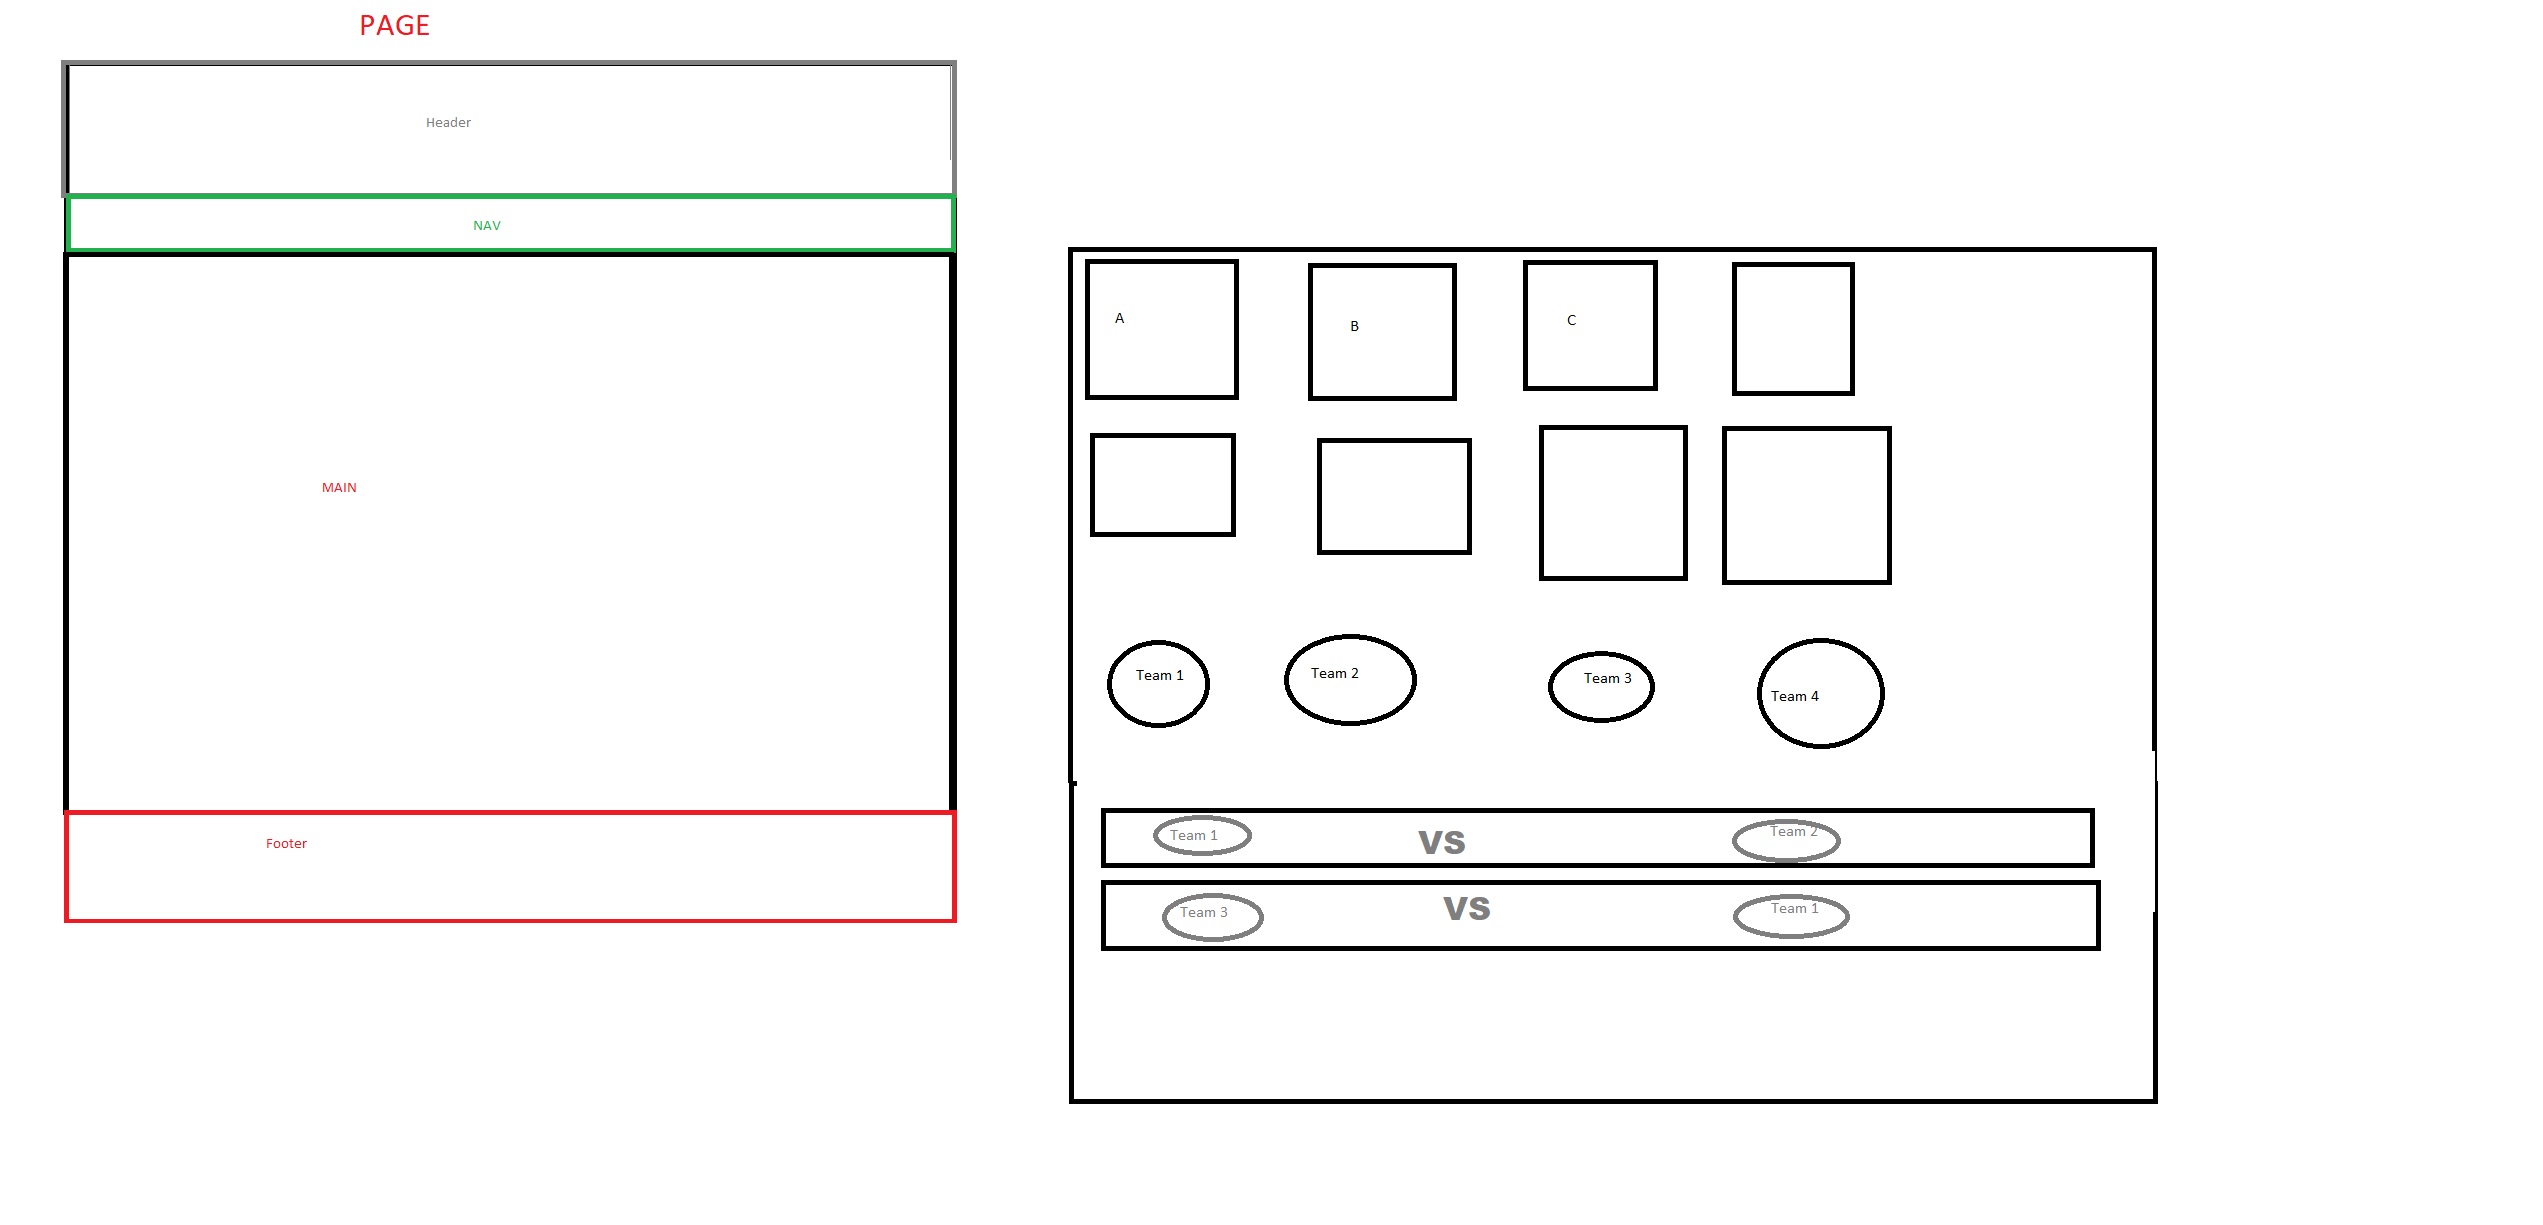 PAGE
Header
NAV
MAIN
Footer
A
B
C
Team 1
Team 2
Team 3
Team 4
Team 1
VS
Team 2
Team 3
VS
Team 1